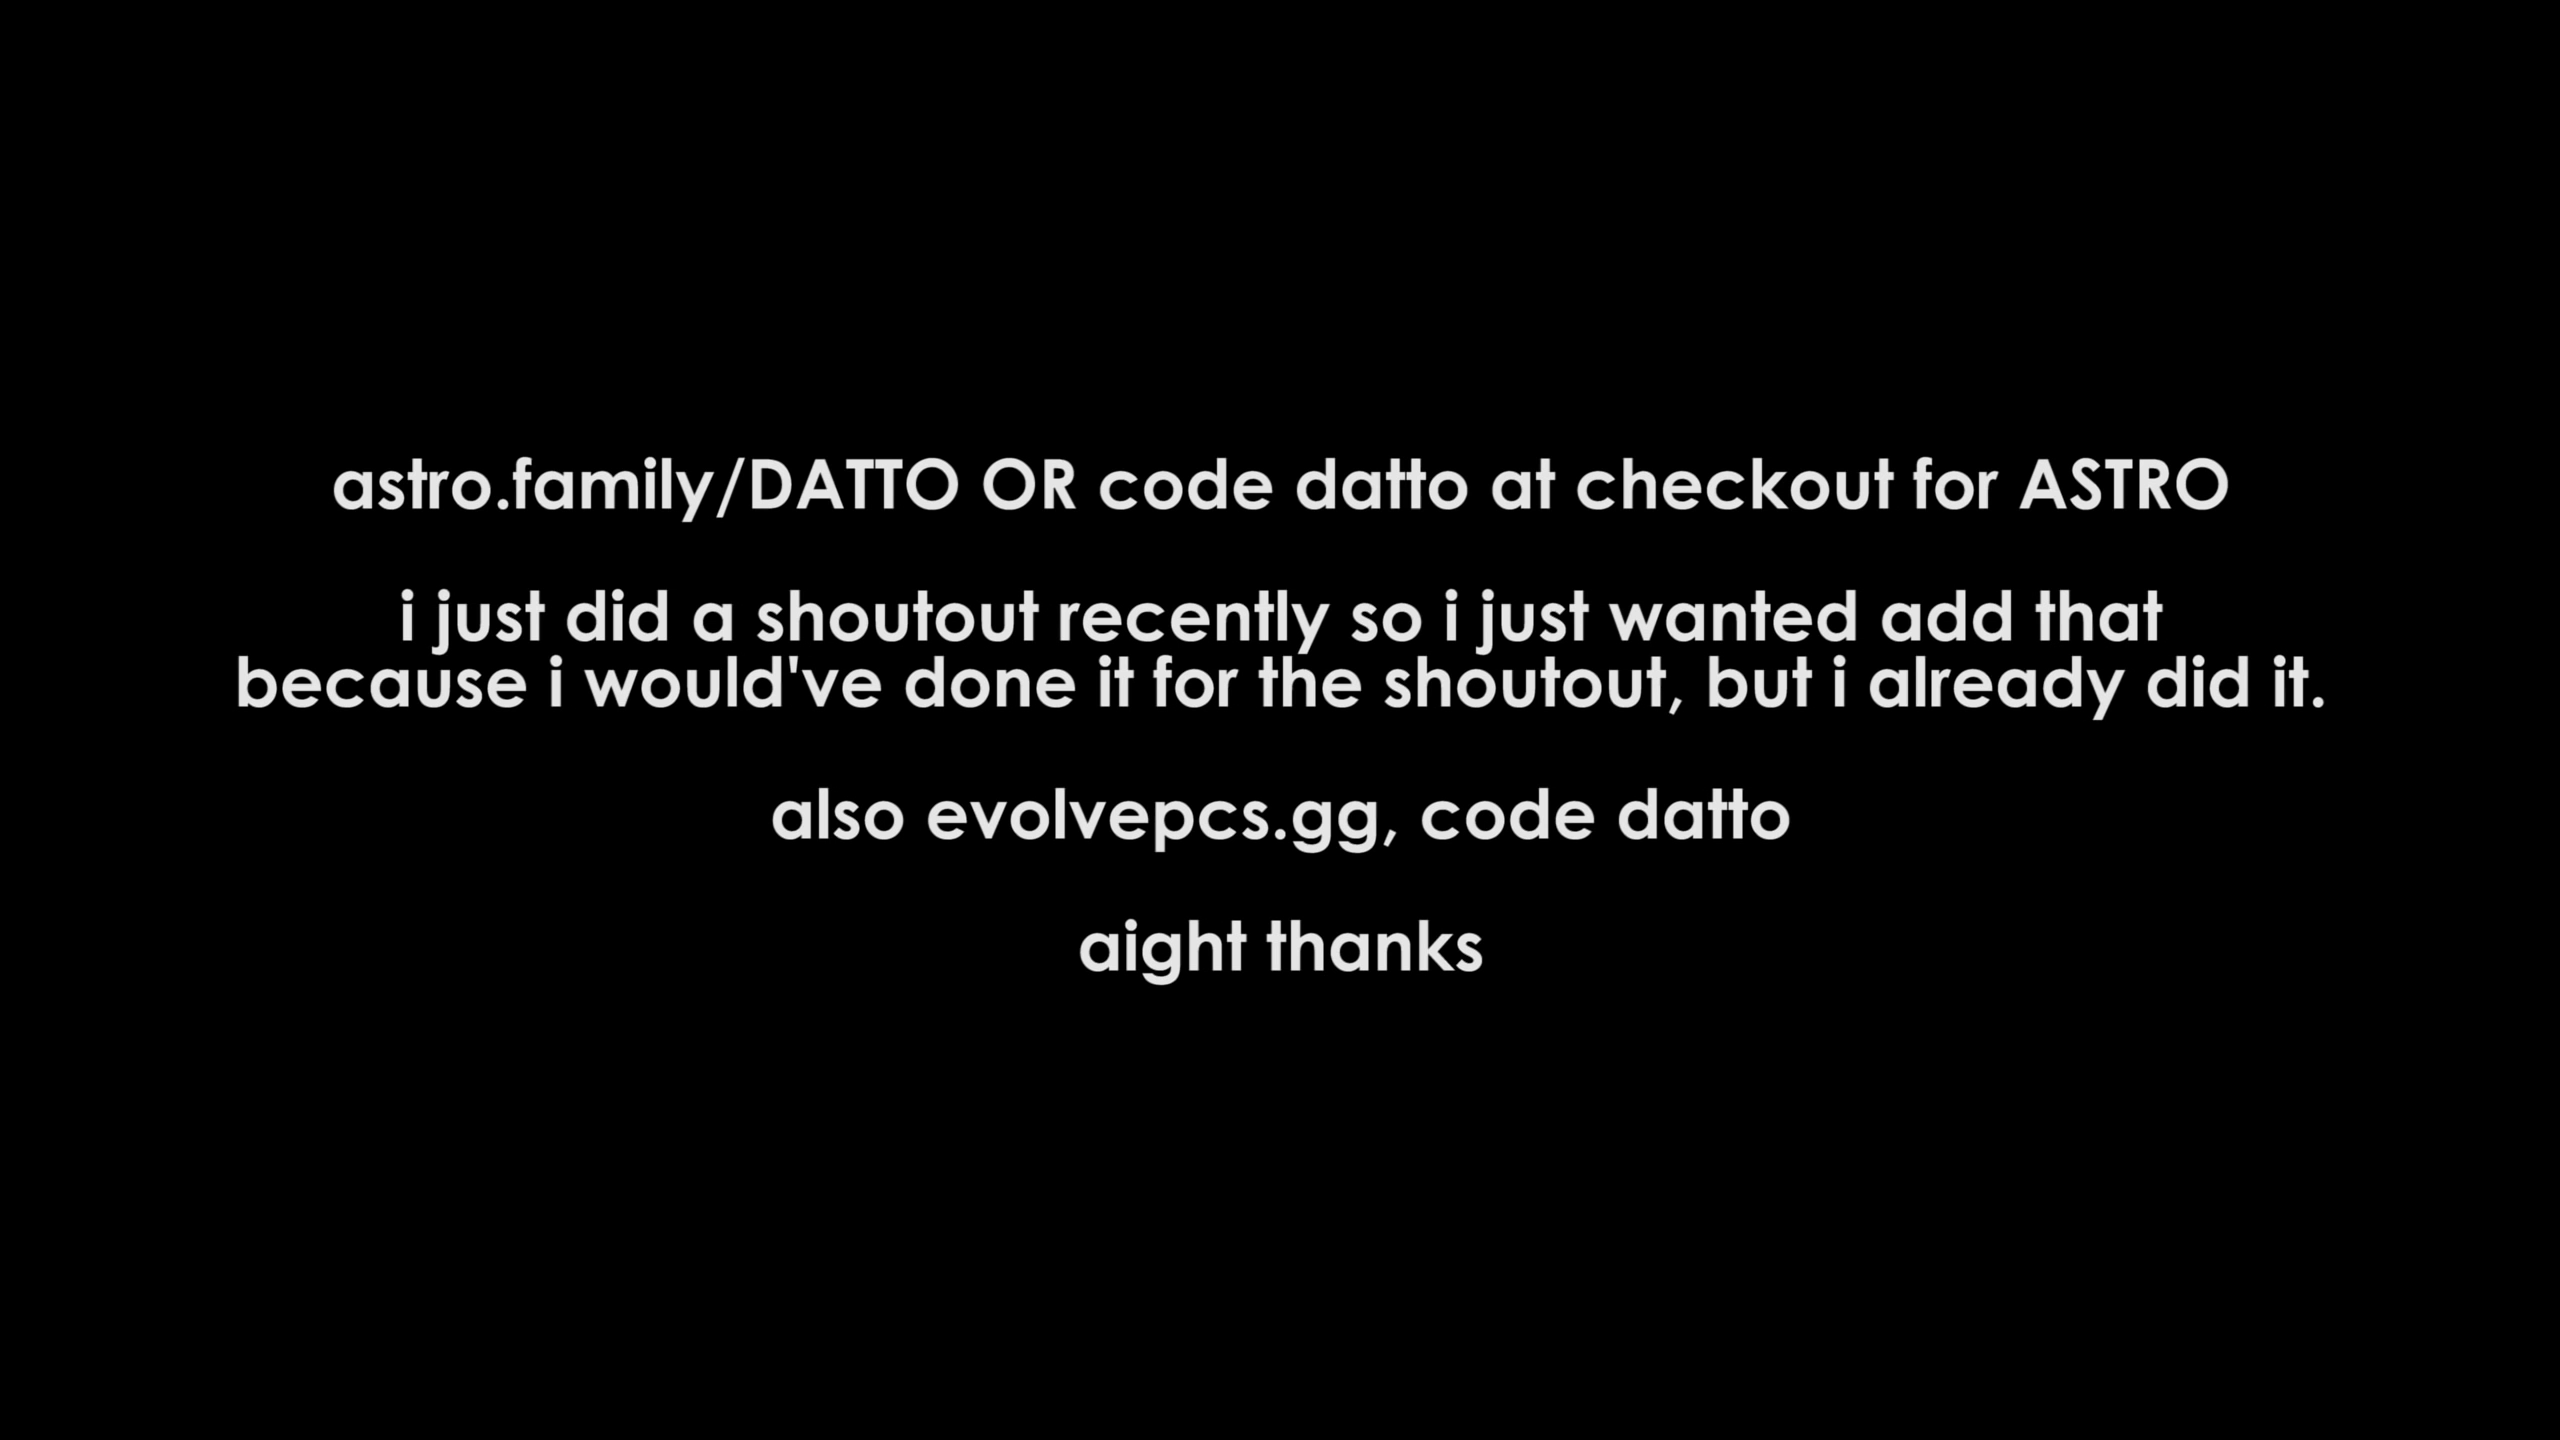 astro.family/DATTO OR code datto at checkout for ASTRO
i just did a shoutout recently so i just wanted add that
because i would've done it for the shoutout, but i already did it.
also evolvepcs.gg, code datto
aight thanks